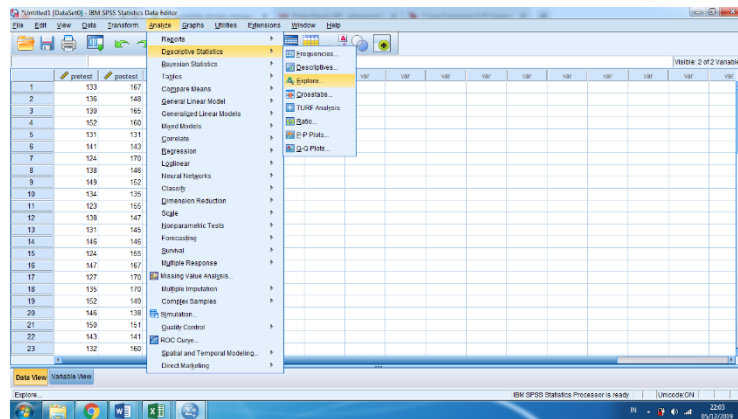 *Untitled1 [DataSet0] - IBM SPSS Statistics Data Editor
File Edit View Data Transform Analyze Graphs Utilities Extensions Window Help
Reports
Descriptive Statistics
Bayesian Statistics
Tables
Compare Means
General Linear Model
Generalized Linear Models
Mixed Models
Correlate
Regression
Loglinear
Neural Networks
Classify
Dimension Reduction
Scale
Nonparametric Tests
Forecasting
Survival
Multiple Response
Missing Value Analysis...
Multiple Imputation
Complex Samples
Simulation...
Quality Control
ROC Curve...
Spatial and Temporal Modeling...
Direct Marketing
Frequencies...
Descriptives...
Explore...
Crosstabs...
TURF Analysis
Ratio...
P-P Plots...
Q-Q Plots...
Visible: 2 of 2 Variable
pretest postest var var var var var var var var var var
1 133 167
2 136 148
3 130 165
4 152 160
5 131 131
6 141 143
7 124 170
8 138 146
9 149 152
10 134 135
11 123 155
12 138 147
13 131 145
14 146 146
15 124 155
16 147 167
17 127 170
18 135 170
19 152 149
20 146 138
21 150 151
22 143 141
23 132 160
Data View Variable View
Explore... IBM SPSS Statistics Processor is ready Unicode:ON
IN 22:03
05/12/2019